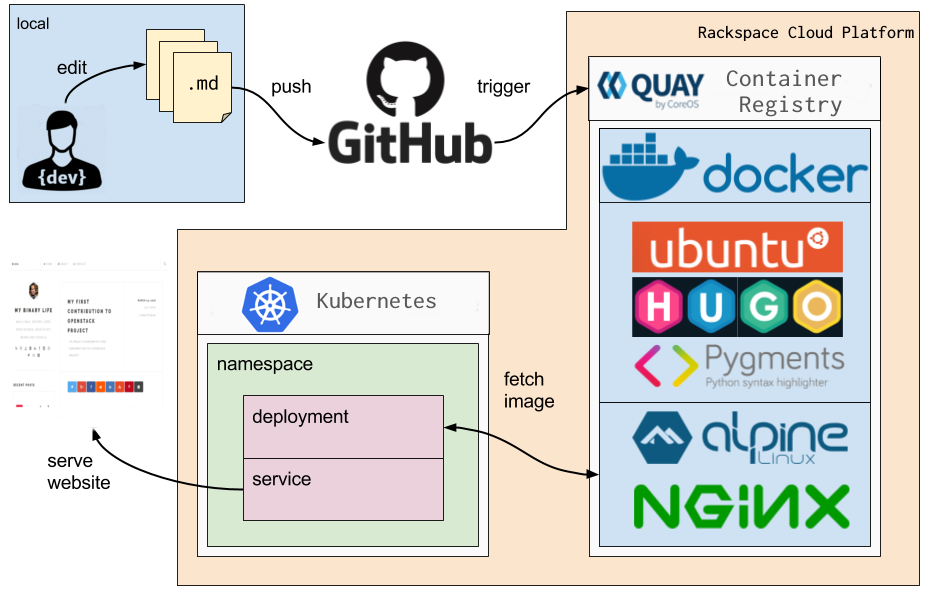 local
edit
.md
{dev}
push
GitHub
trigger
Rackspace Cloud Platform
QUAY
by CoreOS
Container
Registry
docker
ubuntu
HUGO
Pygments
Python syntax highlighter
alpine
Linux
NGiNX
Kubernetes
namespace
deployment
service
fetch
image
serve
website
MY BINARY LIFE
MY FIRST
CONTRIBUTION TO
OPENSTACK
PROJECT
RECENT POSTS